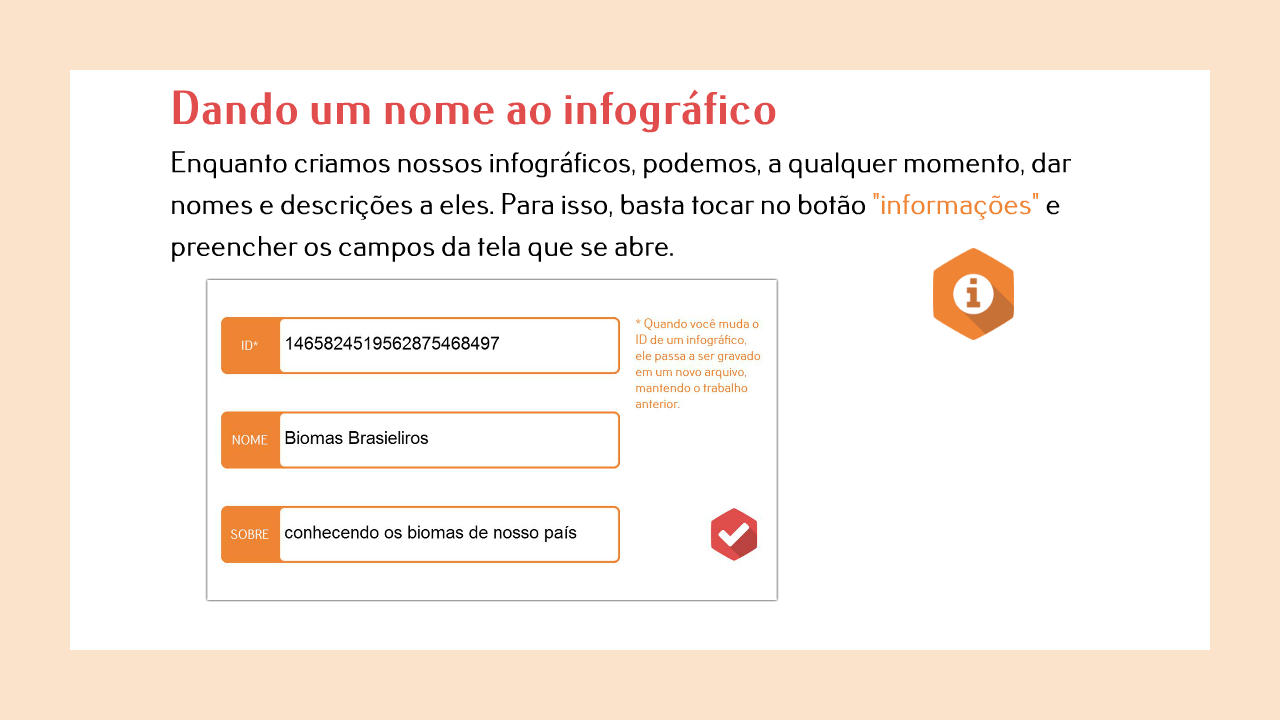 Dando um nome ao infográfico
Enquanto criamos nossos infográficos, podemos, a qualquer momento, dar
nomes e descrições a eles. Para isso, basta tocar no botão "informações" e
preencher os campos da tela que se abre.
ID*
1465824519562875468497
* Quando você muda o
ID de um infográfico,
ele passa a ser gravado
em um novo arquivo,
mantendo o trabalho
anterior.
NOME
Biomas Brasieliros
SOBRE
conhecendo os biomas de nosso país